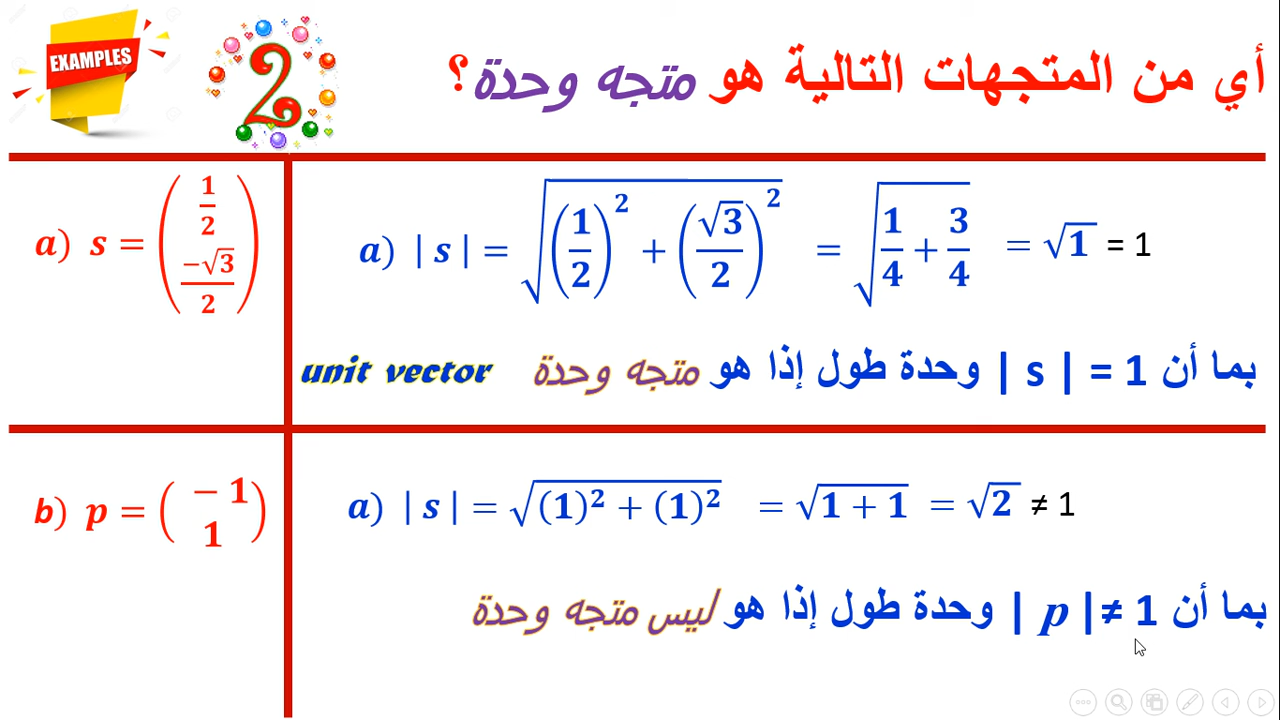 EXAMPLES
2
أي من المتجهات التالية هو متجه وحدة ؟
a) s = (1/2, −√3/2)
a) | s | = √((1/2)² + (√3/2)²) = √(1/4 + 3/4) = √1 = 1
بما أن | s | = 1 وحدة طول إذا هو متجه وحدة unit vector
b) p = (−1, 1)
a) | s | = √((1)² + (1)²) = √(1 + 1) = √2 ≠ 1
بما أن | p | ≠ 1 وحدة طول إذا هو ليس متجه وحدة